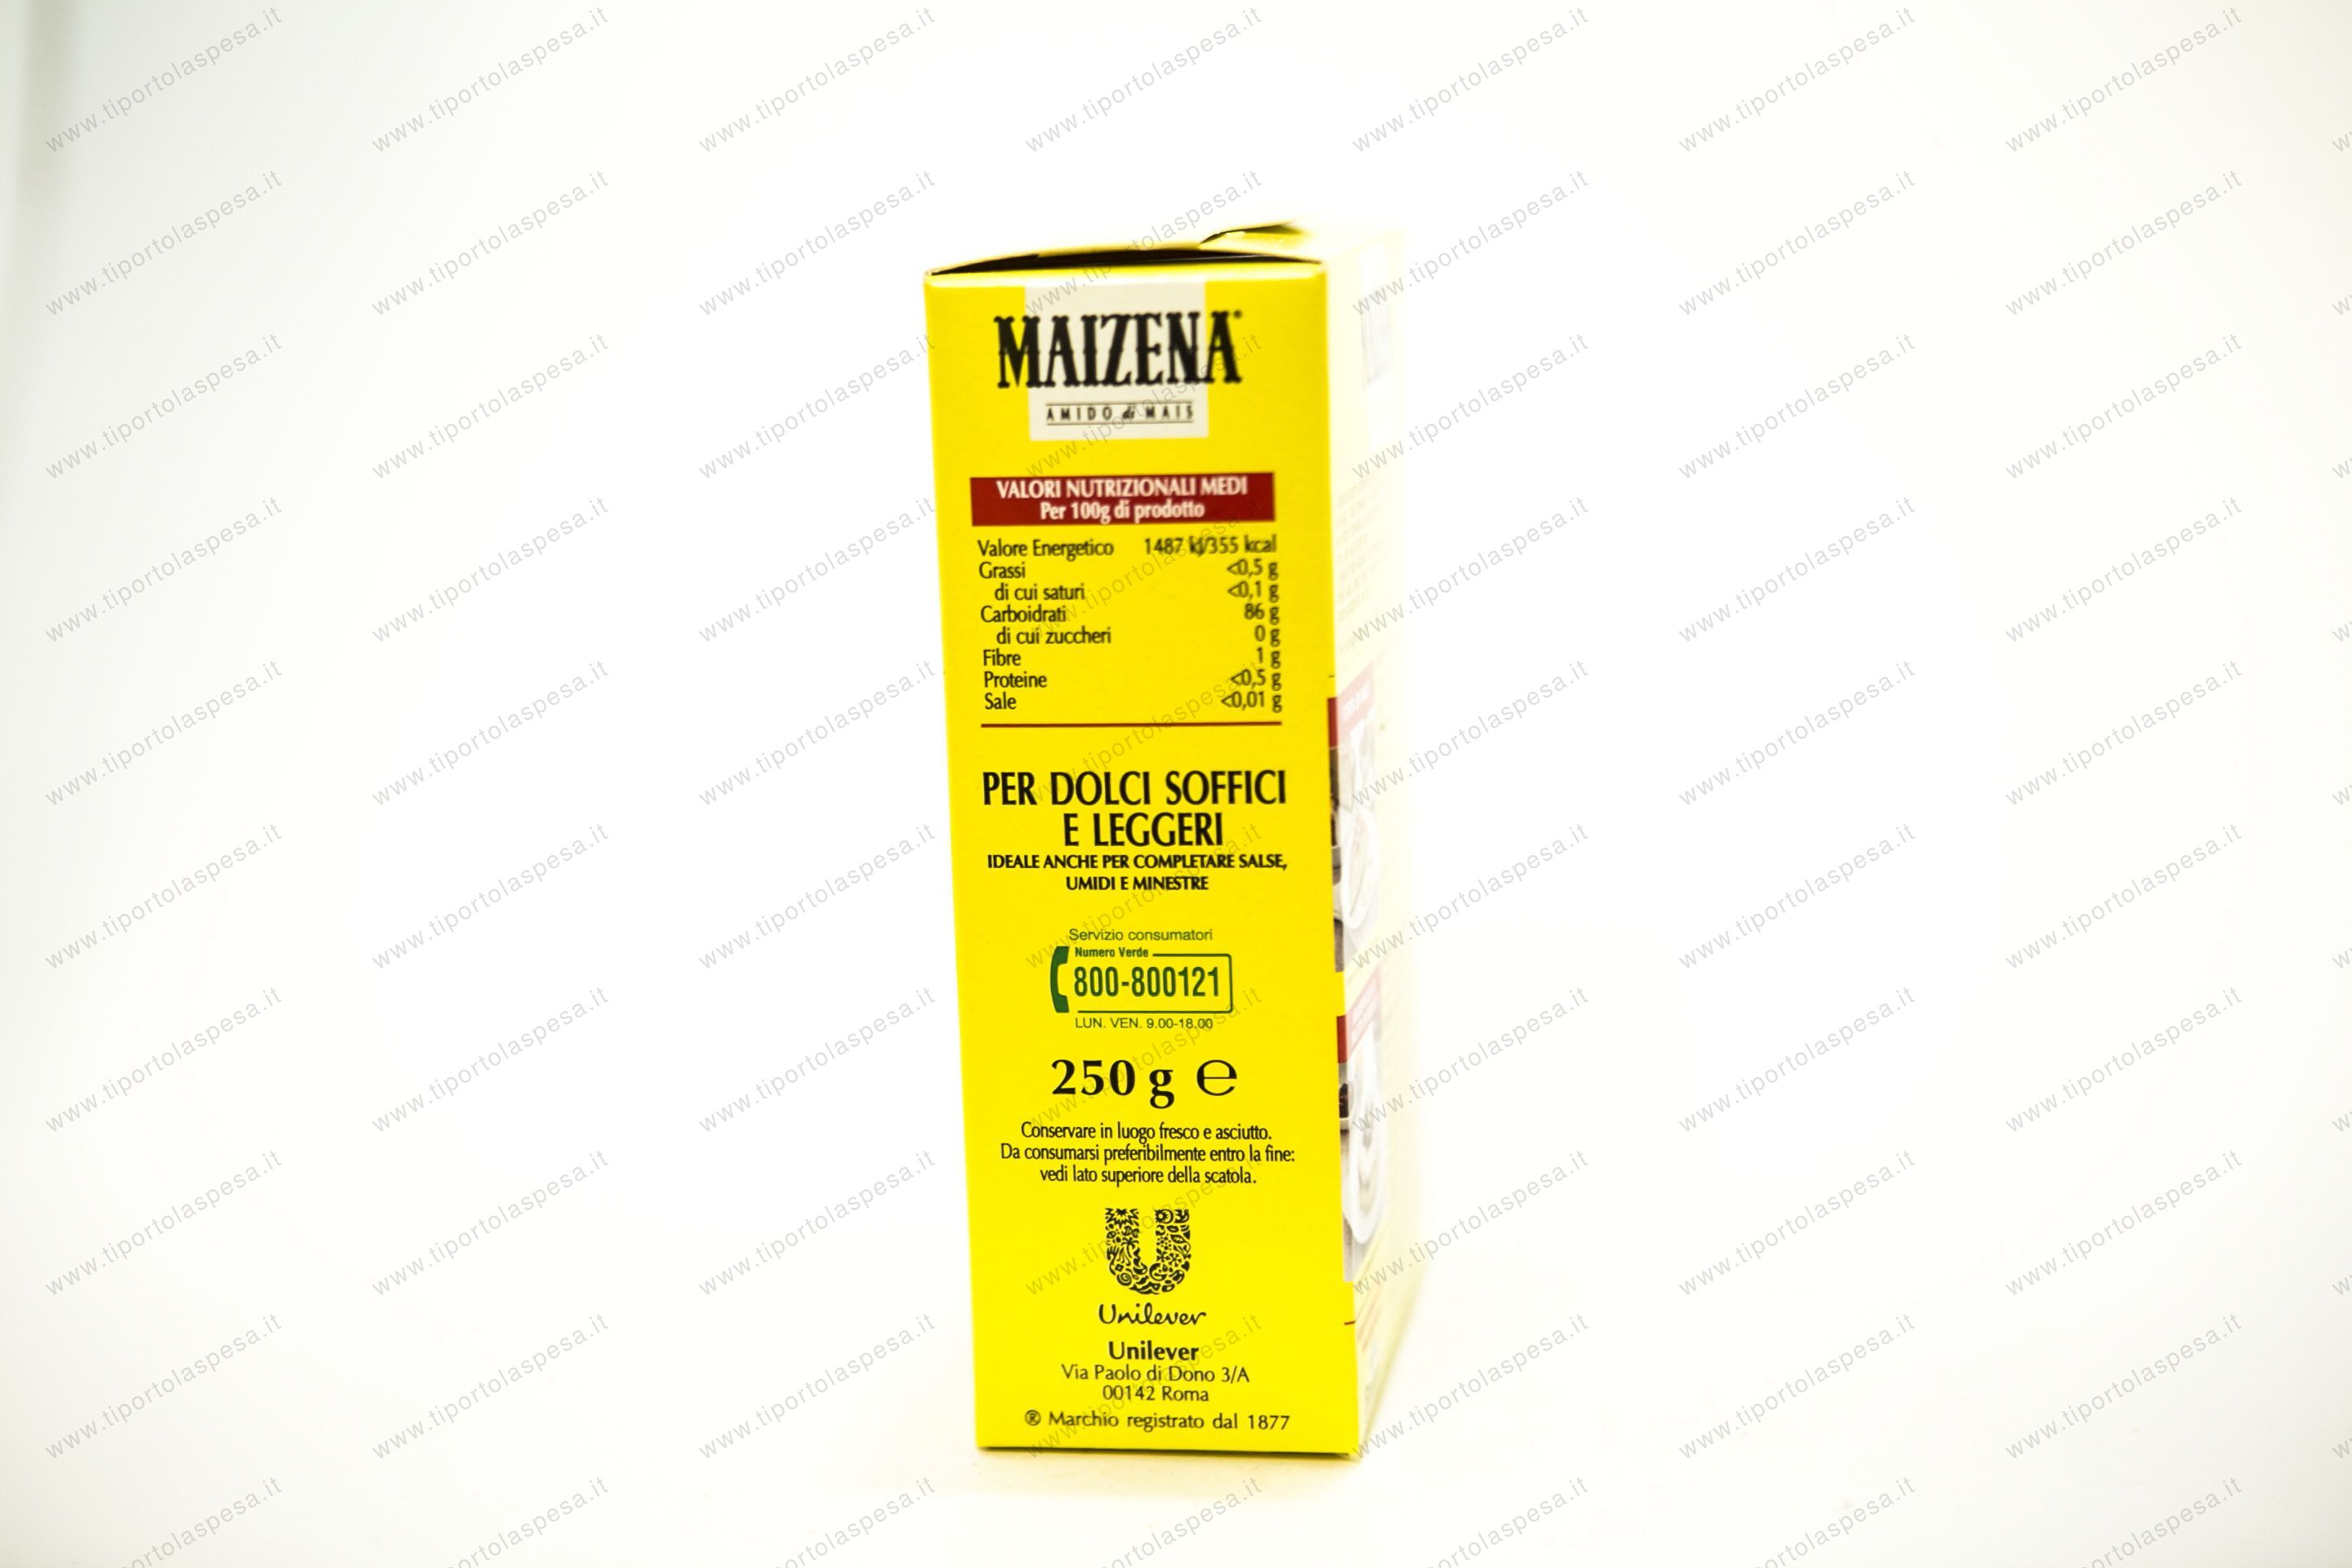 MAIZENA®
AMIDO di MAIS
VALORI NUTRIZIONALI MEDI
Per 100g di prodotto
Valore Energetico 1487 kJ/355 kcal
Grassi <0,5 g
di cui saturi <0,1 g
Carboidrati 86 g
di cui zuccheri 0 g
Fibre 1 g
Proteine <0,5 g
Sale <0,01 g
PER DOLCI SOFFICI
E LEGGERI
IDEALE ANCHE PER COMPLETARE SALSE,
UMIDI E MINESTRE
Servizio consumatori
Numero Verde
800-800121
LUN. VEN. 9.00-18.00
250 g ℮
Conservare in luogo fresco e asciutto.
Da consumarsi preferibilmente entro la fine:
vedi lato superiore della scatola.
Unilever
Unilever
Via Paolo di Dono 3/A
00142 Roma
® Marchio registrato dal 1877
www.tiportolaspesa.it